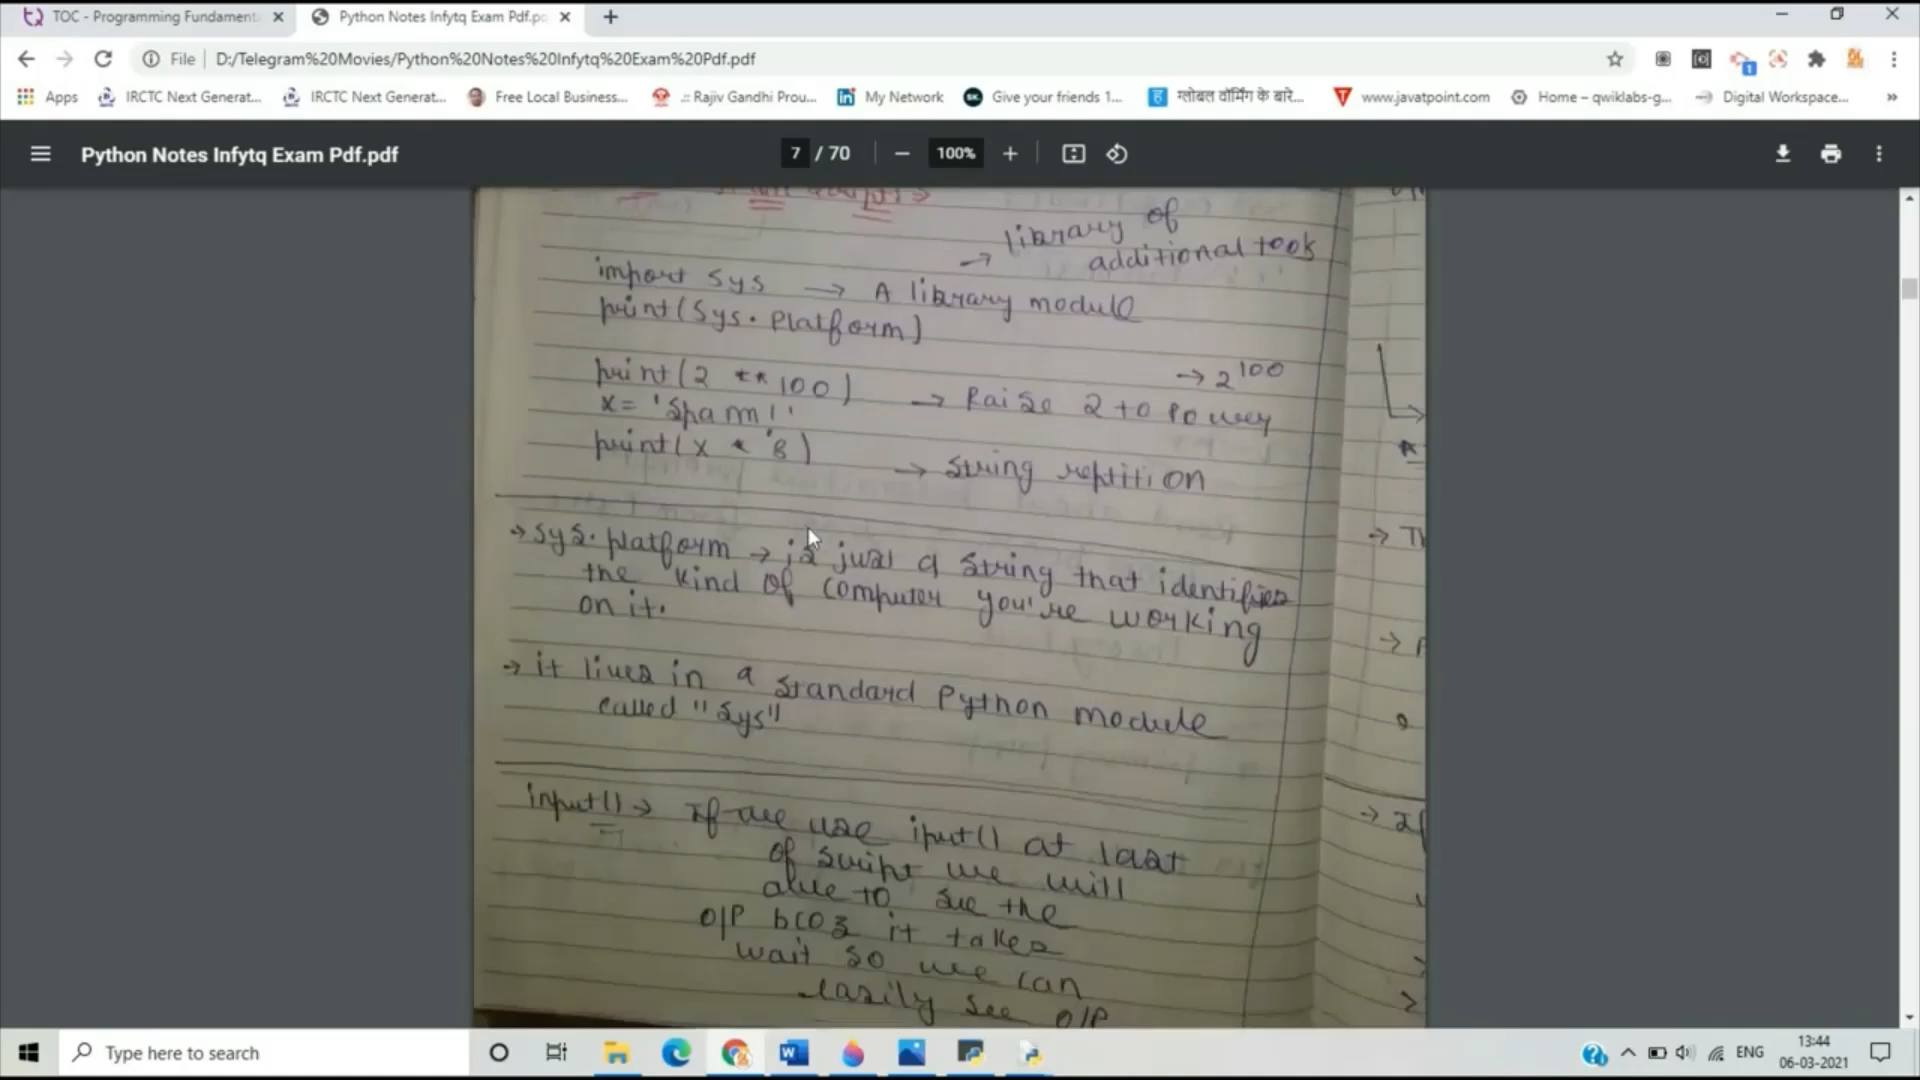 TOC - Programming Fundament
Python Notes Infytq Exam Pdf.pd
File | D:/Telegram%20Movies/Python%20Notes%20Infytq%20Exam%20Pdf.pdf
Apps
IRCTC Next Generat...
IRCTC Next Generat...
Free Local Business...
.:: Rajiv Gandhi Prou...
My Network
Give your friends 1...
ग्लोबल वॉर्मिंग के बारे...
www.javatpoint.com
Home – qwiklabs-g...
Digital Workspace...
»
Python Notes Infytq Exam Pdf.pdf
7 / 70
100%
→ library of
additional tools
import sys → A library module
print(sys.platform)
print(2 ** 100) → Raise 2 to power → 2^100
x = 'Spam!'
print(x * 8) → string reptition
→ sys.platform → is just a string that identifies
the kind of computer you're working
on it.
→ it lives in a standard Python module
called "sys"
input() → If we use iput() at last
of script we will
able to see the
O/P bcoz it takes
wait so we can
easily see O/P
Type here to search
ENG
13:44
06-03-2021